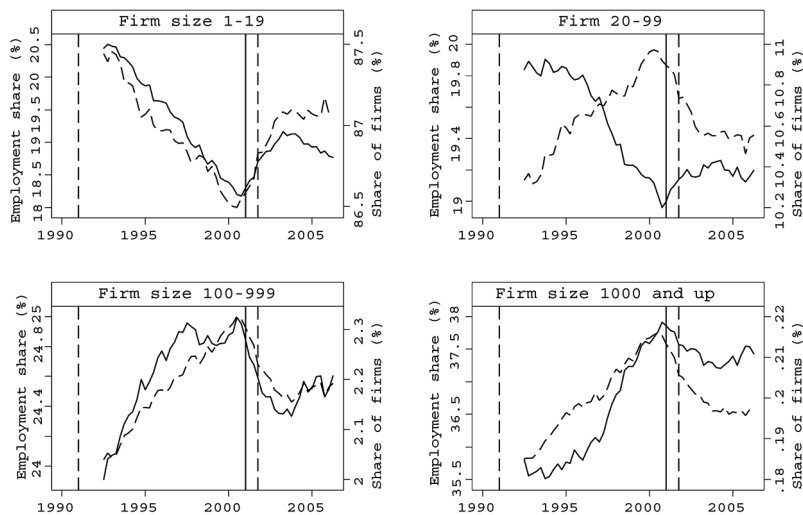 Firm size 1-19
Employment share (%)
18 18.5 19 19.5 20 20.5
86.5 87 87.5
Share of firms (%)
1990 1995 2000 2005
Firm 20-99
Employment share (%)
1.9 19.4 19.8 20
10.2 10.4 10.6 10.8 11
Share of firms (%)
1990 1995 2000 2005
Firm size 100-999
Employment share (%)
24 24.4 24.8 25
2 2.1 2.2 2.3
Share of firms (%)
1990 1995 2000 2005
Firm size 1000 and up
Employment share (%)
35.5 36.5 37.5 38
.18 .19 .2 .21 .22
Share of firms (%)
1990 1995 2000 2005